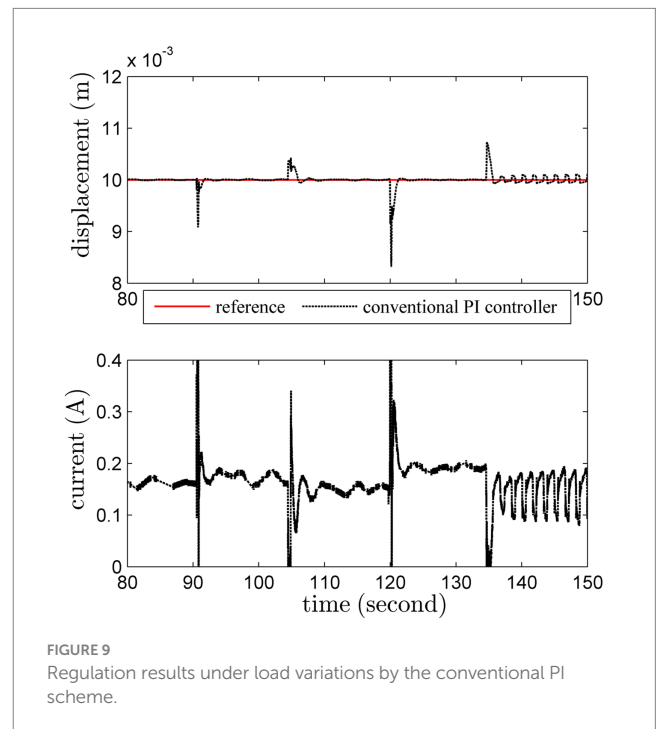 x 10⁻³
12
11
displacement (m)
10
9
8
80
150
reference
conventional PI controller
0.4
0.3
current (A)
0.2
0.1
0
80 90 100 110 120 130 140 150
time (second)
FIGURE 9
Regulation results under load variations by the conventional PI
scheme.